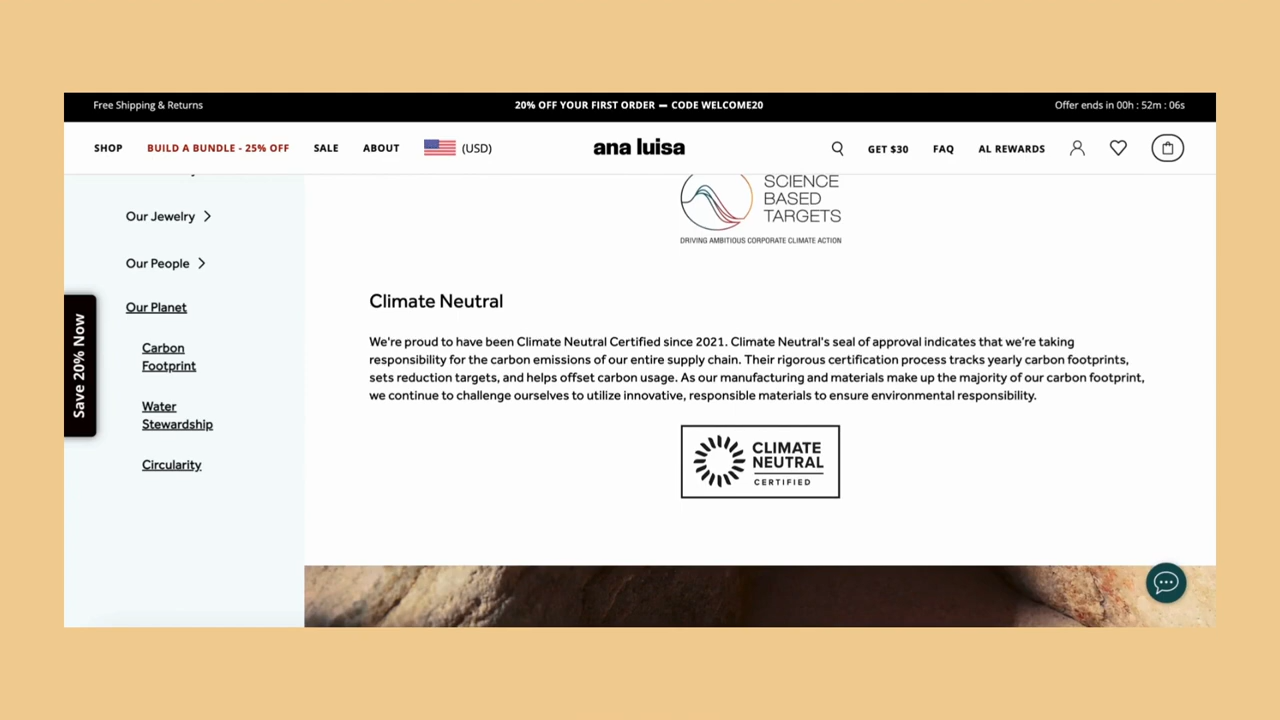 Free Shipping & Returns
20% OFF YOUR FIRST ORDER — CODE WELCOME20
Offer ends in 00h : 52m : 06s
SHOP
BUILD A BUNDLE - 25% OFF
SALE
ABOUT
(USD)
ana luisa
GET $30
FAQ
AL REWARDS
Our Jewelry
Our People
Our Planet
Carbon
Footprint
Water
Stewardship
Circularity
Save 20% Now
SCIENCE
BASED
TARGETS
DRIVING AMBITIOUS CORPORATE CLIMATE ACTION
Climate Neutral
We're proud to have been Climate Neutral Certified since 2021. Climate Neutral's seal of approval indicates that we're taking
responsibility for the carbon emissions of our entire supply chain. Their rigorous certification process tracks yearly carbon footprints,
sets reduction targets, and helps offset carbon usage. As our manufacturing and materials make up the majority of our carbon footprint,
we continue to challenge ourselves to utilize innovative, responsible materials to ensure environmental responsibility.
CLIMATE
NEUTRAL
CERTIFIED